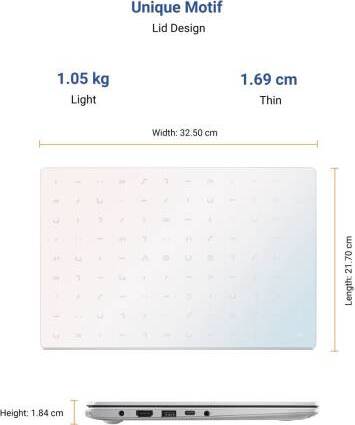 Unique Motif
Lid Design
1.05 kg
Light
1.69 cm
Thin
Width: 32.50 cm
Length: 21.70 cm
Height: 1.84 cm